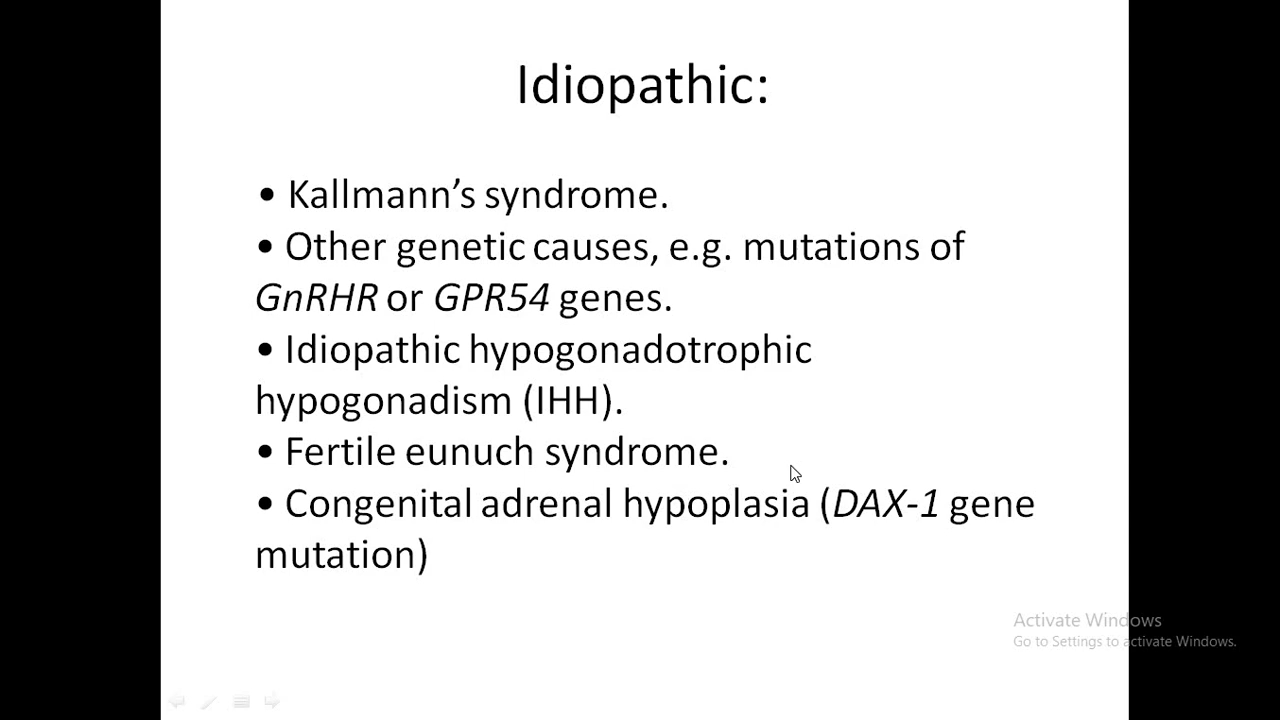 Idiopathic:
• Kallmann’s syndrome.
• Other genetic causes, e.g. mutations of
GnRHR or GPR54 genes.
• Idiopathic hypogonadotrophic
hypogonadism (IHH).
• Fertile eunuch syndrome.
• Congenital adrenal hypoplasia (DAX-1 gene
mutation)
Activate Windows
Go to Settings to activate Windows.